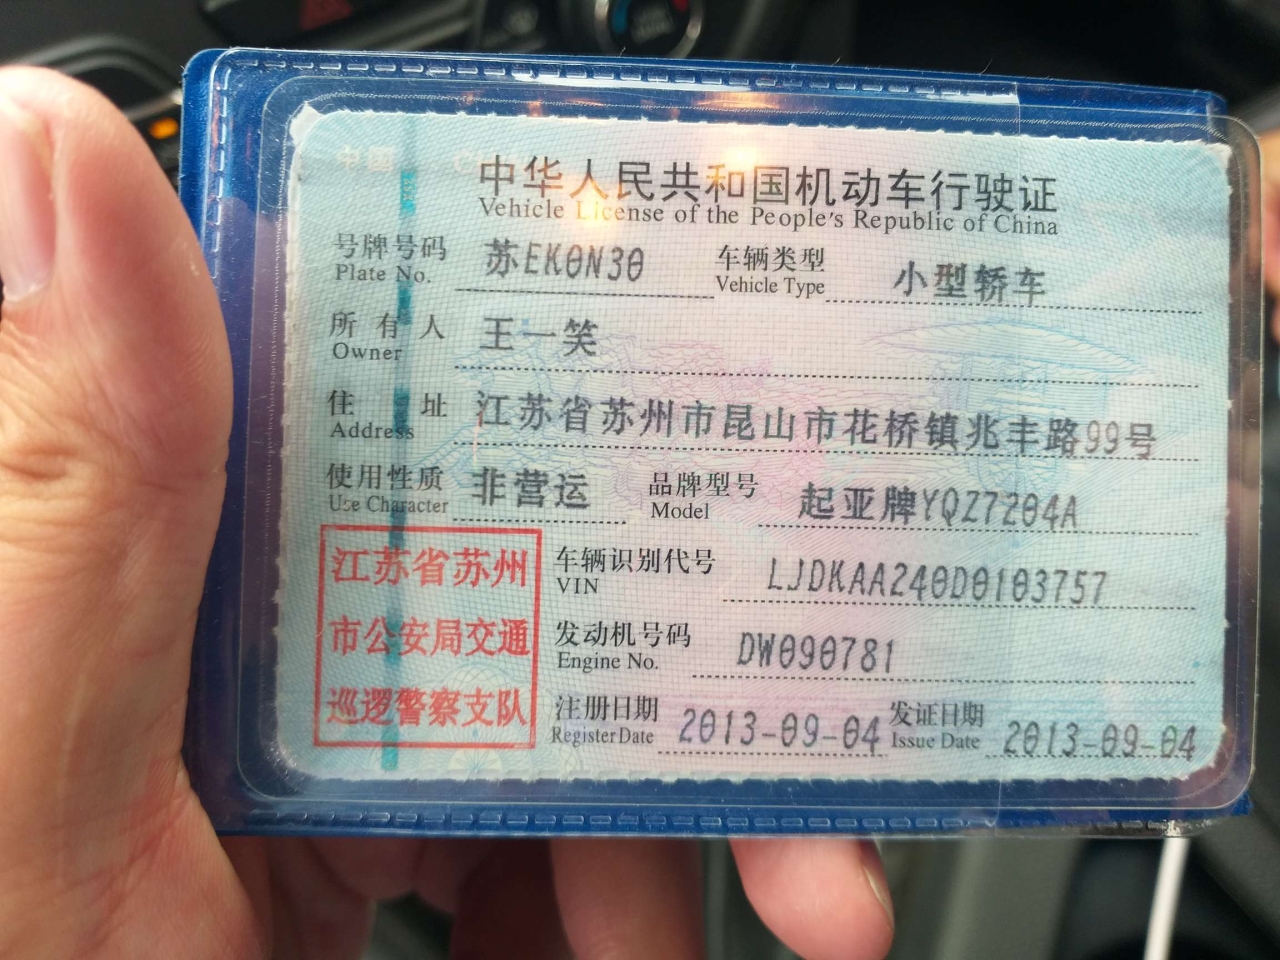 中华人民共和国机动车行驶证
Vehicle License of the People's Republic of China
号牌号码 苏EK0N30 车辆类型 小型轿车
Plate No. Vehicle Type
所有人 王一笑
Owner
住址 江苏省苏州市昆山市花桥镇兆丰路99号
Address
使用性质 非营运 品牌型号 起亚牌YQZ7204A
Use Character Model
江苏省苏州
市公安局交通
巡逻警察支队
车辆识别代号 LJDKAA240D0103757
VIN
发动机号码 DW090781
Engine No.
注册日期 2013-09-04 发证日期 2013-09-04
Register Date Issue Date